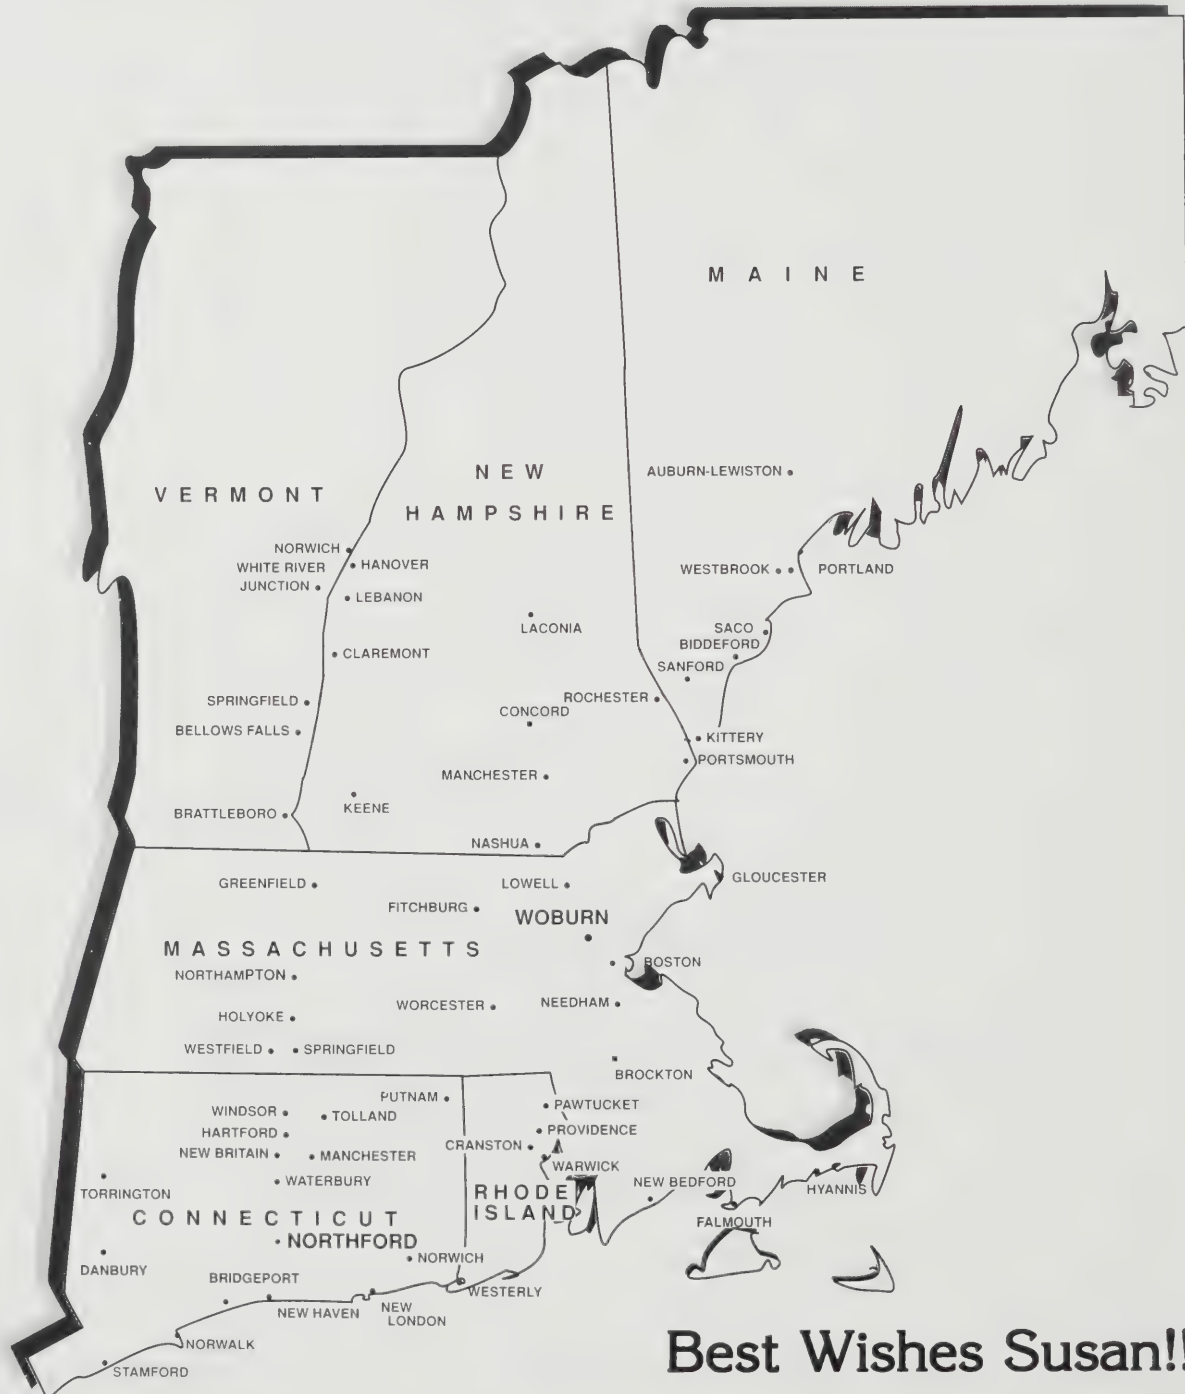 MAINE
NEW
HAMPSHIRE
VERMONT
AUBURN-LEWISTON
NORWICH
WHITE RIVER
JUNCTION
HANOVER
LEBANON
WESTBROOK
PORTLAND
LACONIA
SACO
BIDDEFORD
SANFORD
CLAREMONT
ROCHESTER
SPRINGFIELD
CONCORD
BELLOWS FALLS
KITTERY
PORTSMOUTH
MANCHESTER
KEENE
BRATTLEBORO
NASHUA
GREENFIELD
LOWELL
GLOUCESTER
FITCHBURG
WOBURN
MASSACHUSETTS
BOSTON
NORTHAMPTON
WORCESTER
NEEDHAM
HOLYOKE
WESTFIELD
SPRINGFIELD
BROCKTON
PUTNAM
PAWTUCKET
WINDSOR
TOLLAND
HARTFORD
PROVIDENCE
CRANSTON
NEW BRITAIN
MANCHESTER
WARWICK
WATERBURY
TORRINGTON
RHODE
ISLAND
NEW BEDFORD
HYANNIS
FALMOUTH
CONNECTICUT
NORTHFORD
NORWICH
DANBURY
BRIDGEPORT
WESTERLY
NEW HAVEN
NEW
LONDON
NORWALK
STAMFORD
Best Wishes Susan!!